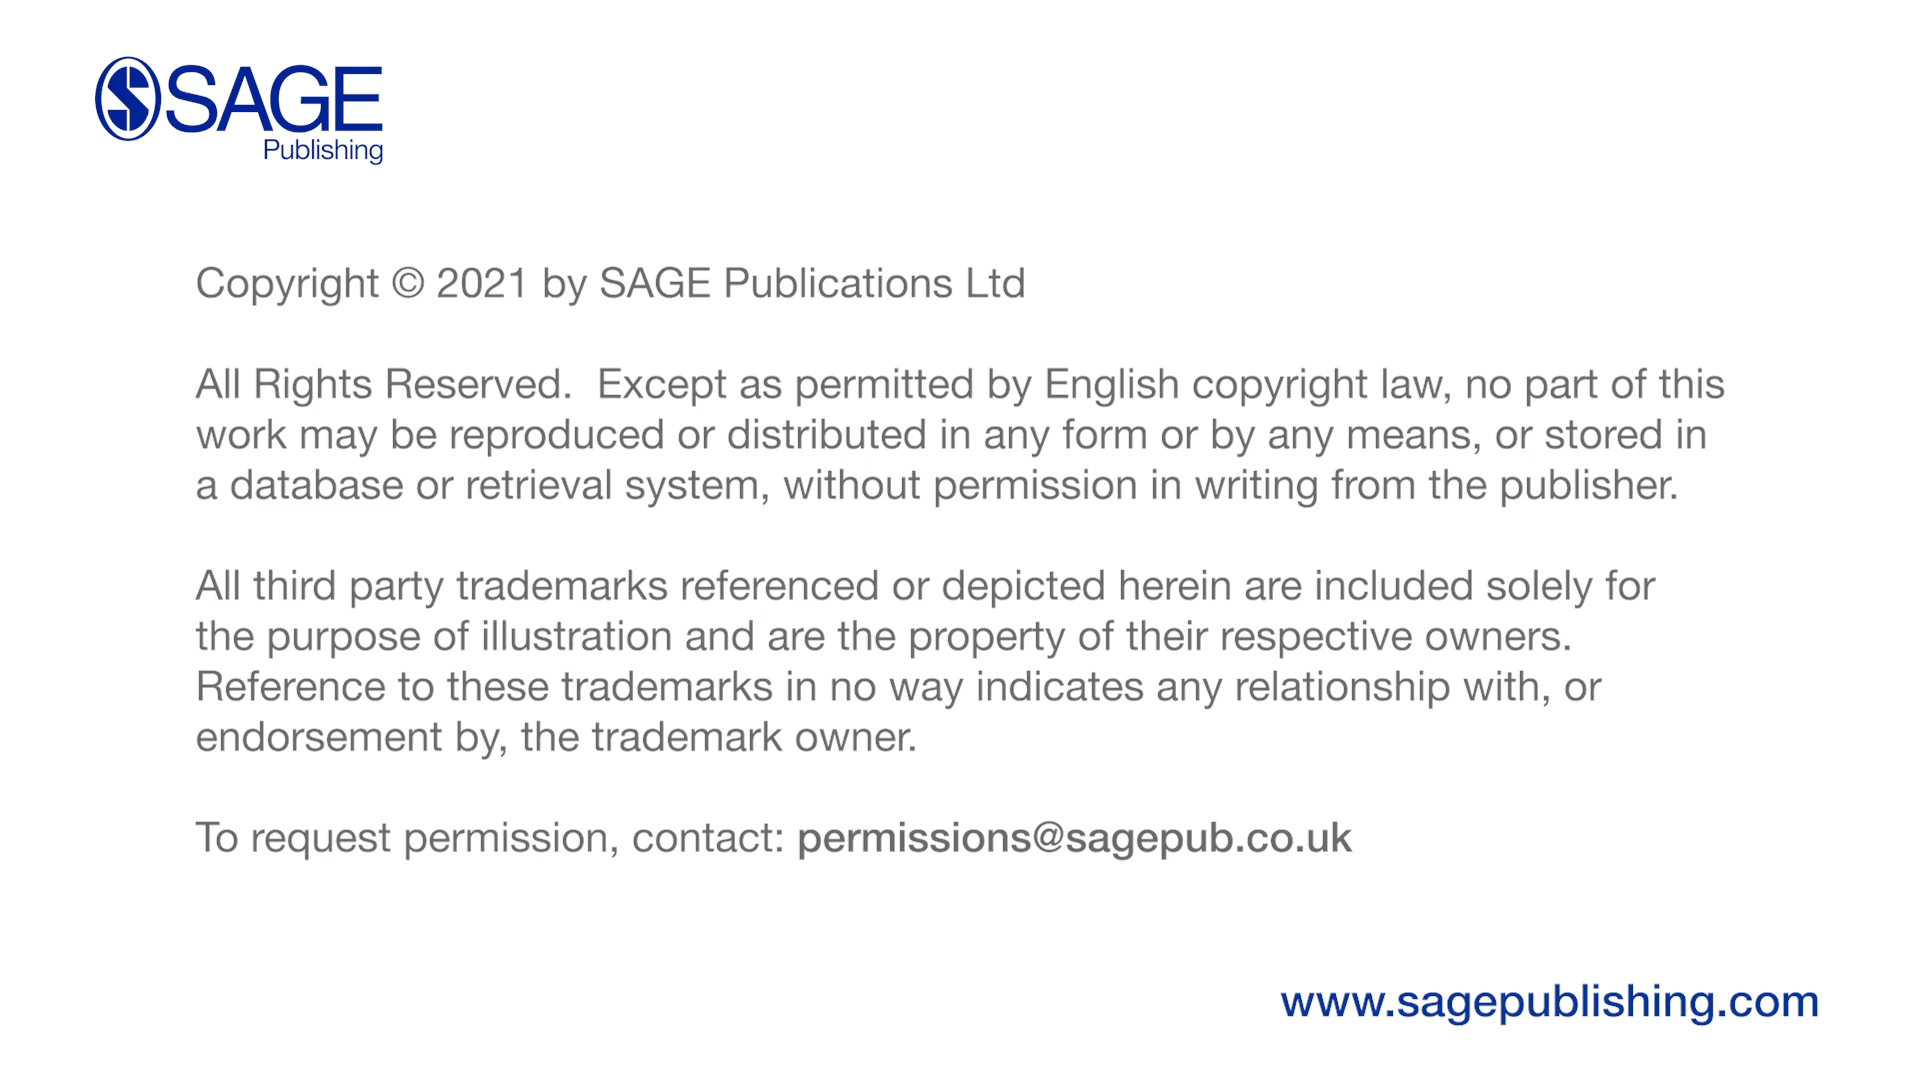 SAGE
Publishing
Copyright © 2021 by SAGE Publications Ltd
All Rights Reserved.  Except as permitted by English copyright law, no part of this
work may be reproduced or distributed in any form or by any means, or stored in
a database or retrieval system, without permission in writing from the publisher.
All third party trademarks referenced or depicted herein are included solely for
the purpose of illustration and are the property of their respective owners.
Reference to these trademarks in no way indicates any relationship with, or
endorsement by, the trademark owner.
To request permission, contact: permissions@sagepub.co.uk
www.sagepublishing.com